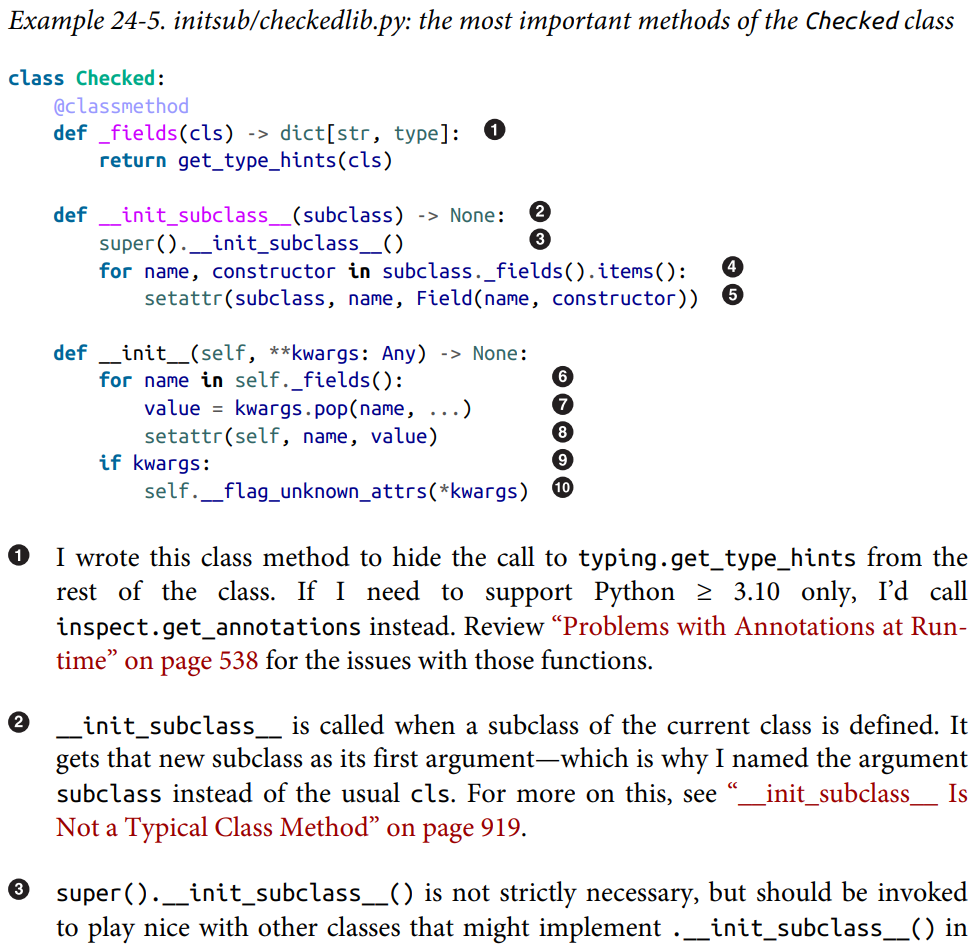 Example 24-5. initsub/checkedlib.py: the most important methods of the Checked class
class Checked:
    @classmethod
    def _fields(cls) -> dict[str, type]:  ❶
        return get_type_hints(cls)
    def __init_subclass__(subclass) -> None:  ❷
        super().__init_subclass__()  ❸
        for name, constructor in subclass._fields().items():  ❹
            setattr(subclass, name, Field(name, constructor))  ❺
    def __init__(self, **kwargs: Any) -> None:
        for name in self._fields():  ❻
            value = kwargs.pop(name, ...)  ❼
            setattr(self, name, value)  ❽
        if kwargs:  ❾
            self.__flag_unknown_attrs(*kwargs)  ❿
❶ I wrote this class method to hide the call to typing.get_type_hints from the
rest of the class. If I need to support Python ≥ 3.10 only, I’d call
inspect.get_annotations instead. Review “Problems with Annotations at Run-
time” on page 538 for the issues with those functions.
❷ __init_subclass__ is called when a subclass of the current class is defined. It
gets that new subclass as its first argument—which is why I named the argument
subclass instead of the usual cls. For more on this, see “__init_subclass__ Is
Not a Typical Class Method” on page 919.
❸ super().__init_subclass__() is not strictly necessary, but should be invoked
to play nice with other classes that might implement .__init_subclass__() in